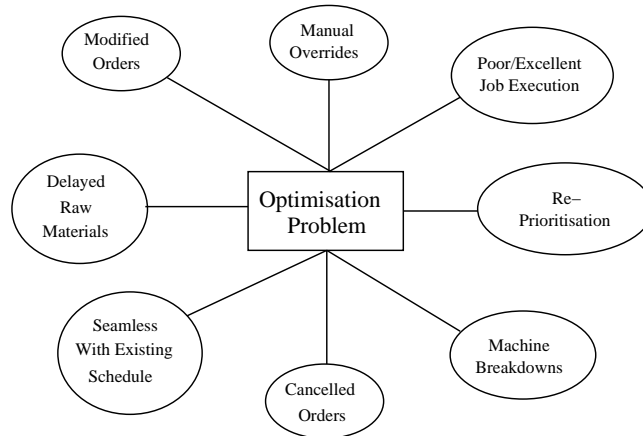 Modified
Orders
Manual
Overrides
Poor/Excellent
Job Execution
Delayed
Raw
Materials
Optimisation
Problem
Re–
Prioritisation
Seamless
With Existing
Schedule
Cancelled
Orders
Machine
Breakdowns